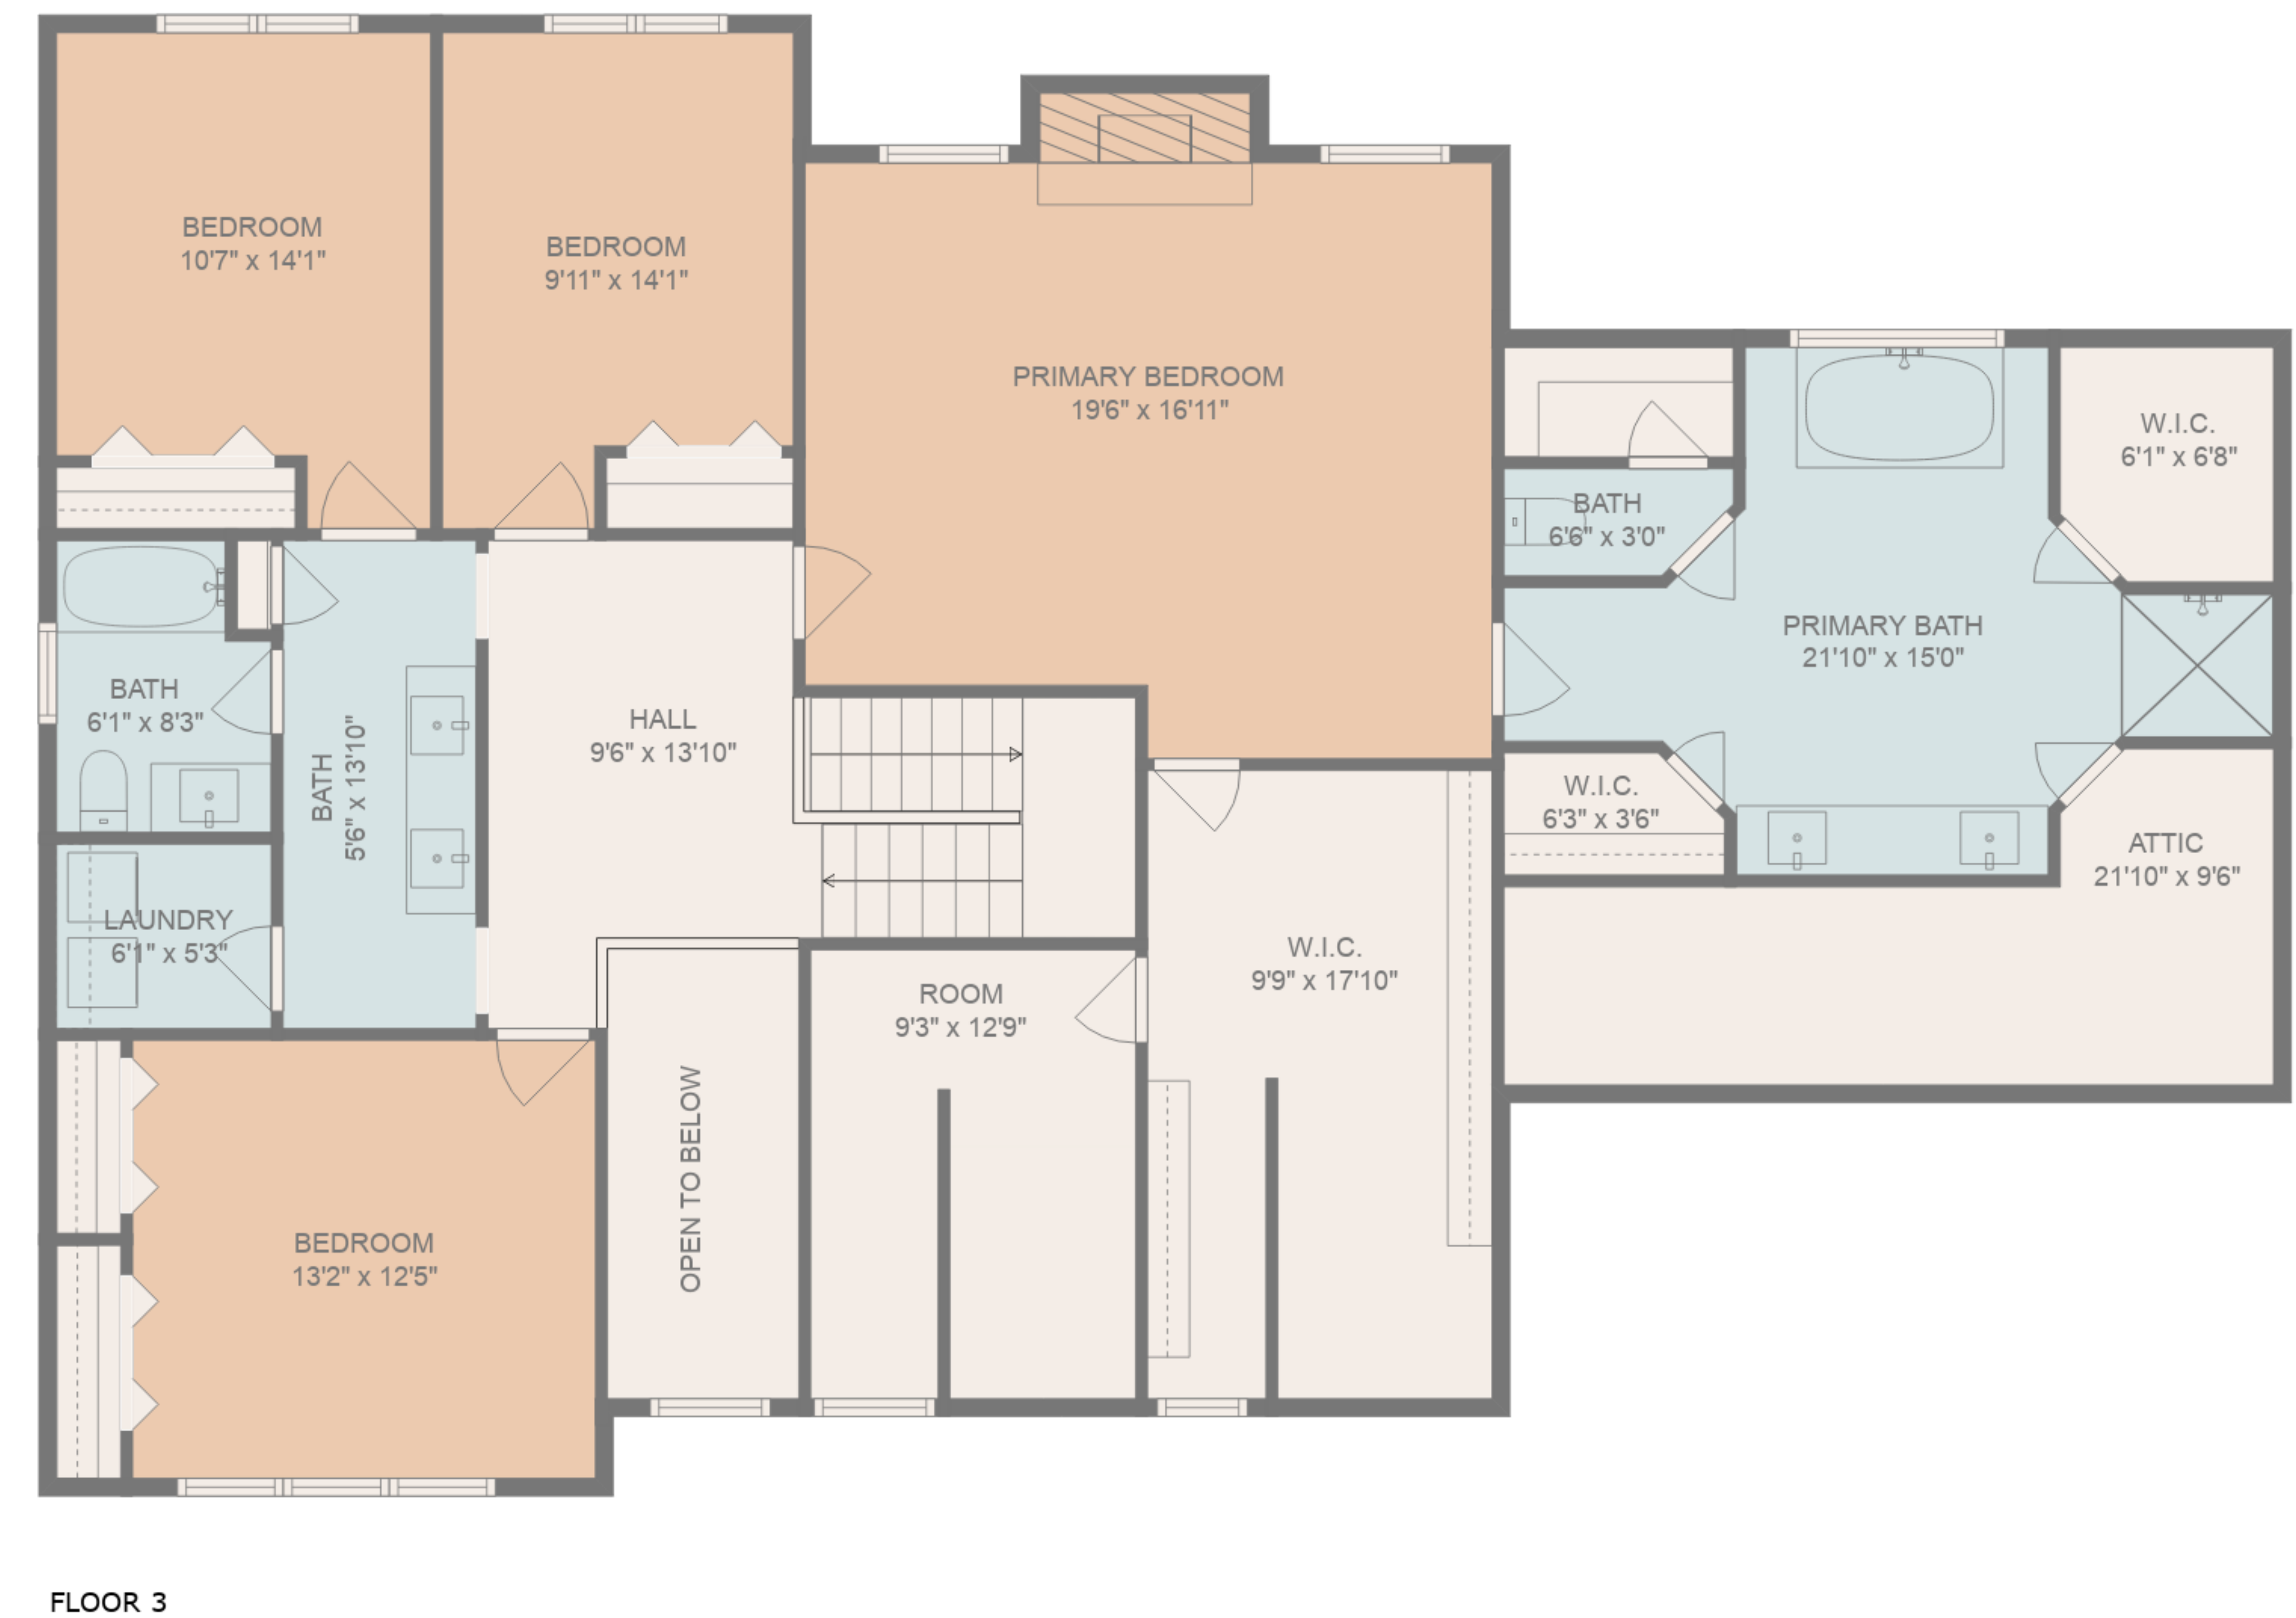 BEDROOM
10'7" x 14'1"
BEDROOM
9'11" x 14'1"
PRIMARY BEDROOM
19'6" x 16'11"
W.I.C.
6'1" x 6'8"
BATH
6'6" x 3'0"
PRIMARY BATH
21'10" x 15'0"
BATH
6'1" x 8'3"
BATH
5'6" x 13'10"
HALL
9'6" x 13'10"
W.I.C.
6'3" x 3'6"
ATTIC
21'10" x 9'6"
LAUNDRY
6'1" x 5'3"
W.I.C.
9'9" x 17'10"
ROOM
9'3" x 12'9"
OPEN TO BELOW
BEDROOM
13'2" x 12'5"
FLOOR 3